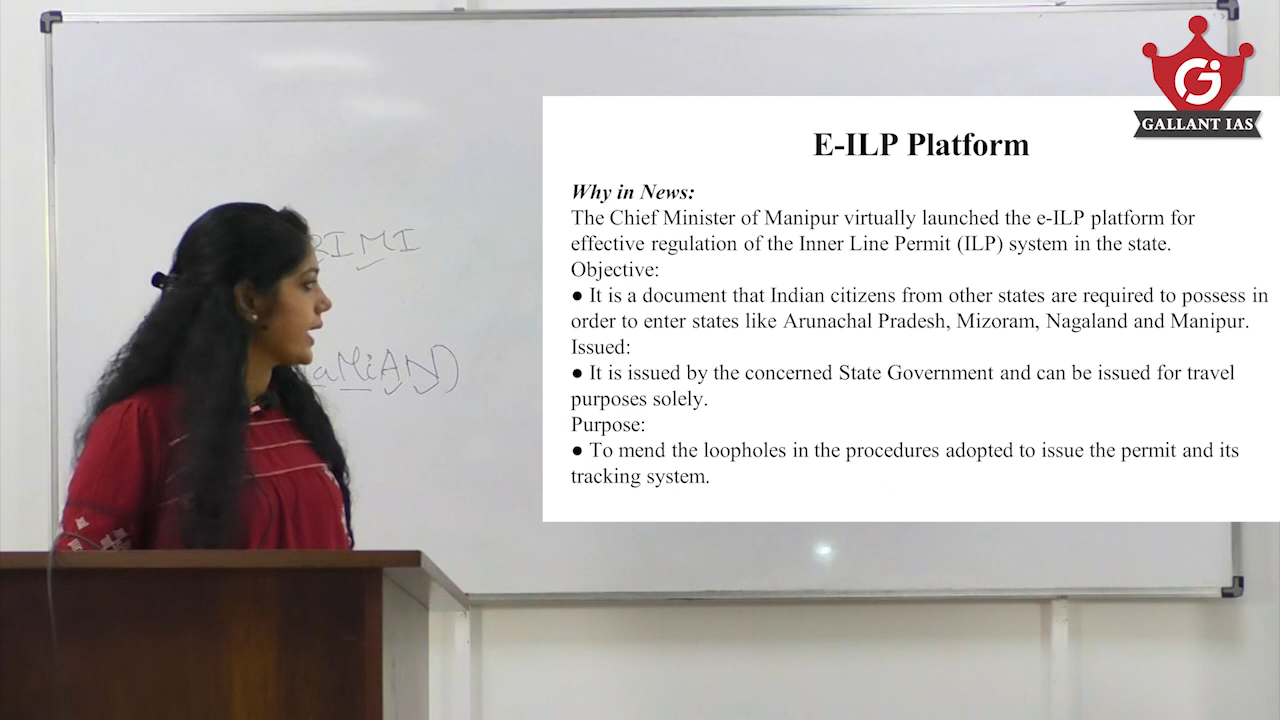 GALLANT IAS
E-ILP Platform
Why in News:
The Chief Minister of Manipur virtually launched the e-ILP platform for
effective regulation of the Inner Line Permit (ILP) system in the state.
Objective:
● It is a document that Indian citizens from other states are required to possess in
order to enter states like Arunachal Pradesh, Mizoram, Nagaland and Manipur.
Issued:
● It is issued by the concerned State Government and can be issued for travel
purposes solely.
Purpose:
● To mend the loopholes in the procedures adopted to issue the permit and its
tracking system.